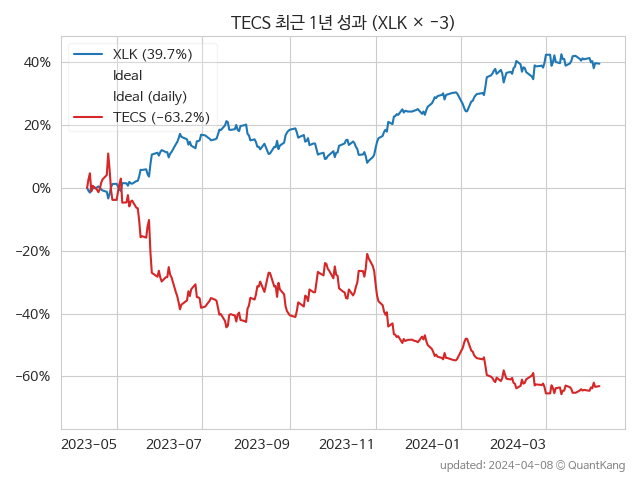 TECS 최근 1년 성과 (XLK × −3)
XLK (39.7%)
Ideal
Ideal (daily)
TECS (−63.2%)
40%
20%
0%
−20%
−40%
−60%
2023-05 2023-07 2023-09 2023-11 2024-01 2024-03
updated: 2024-04-08 © QuantKang